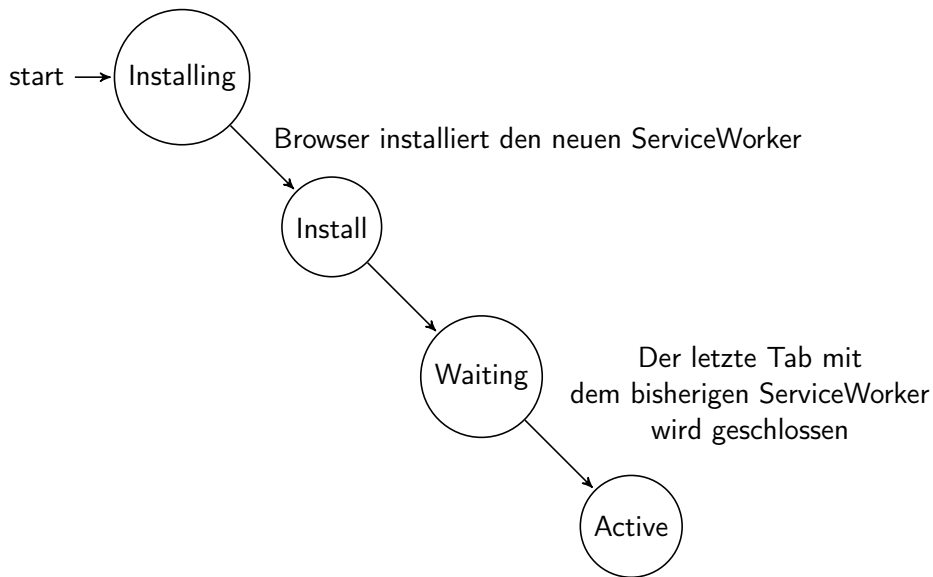 start
Installing
Browser installiert den neuen ServiceWorker
Install
Waiting
Der letzte Tab mit
dem bisherigen ServiceWorker
wird geschlossen
Active